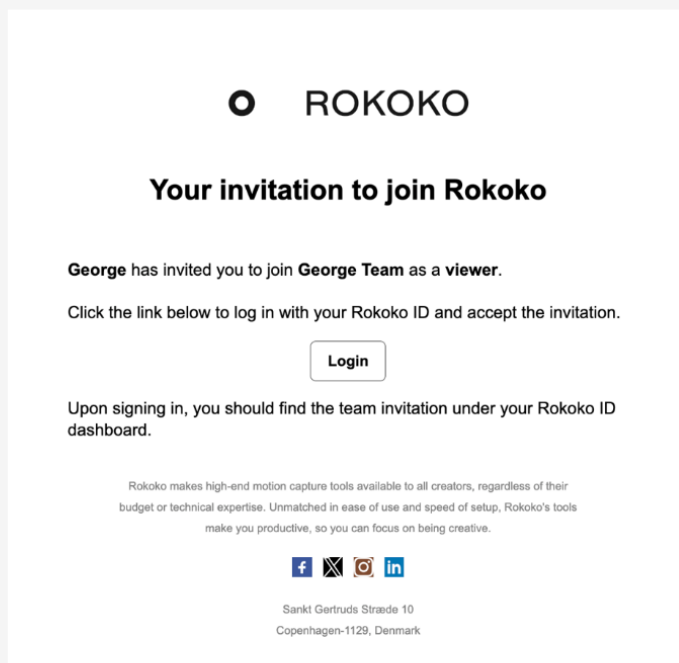 ROKOKO
Your invitation to join Rokoko
George has invited you to join George Team as a viewer.
Click the link below to log in with your Rokoko ID and accept the invitation.
Login
Upon signing in, you should find the team invitation under your Rokoko ID
dashboard.
Rokoko makes high-end motion capture tools available to all creators, regardless of their
budget or technical expertise. Unmatched in ease of use and speed of setup, Rokoko's tools
make you productive, so you can focus on being creative.
Sankt Gertruds Stræde 10
Copenhagen-1129, Denmark